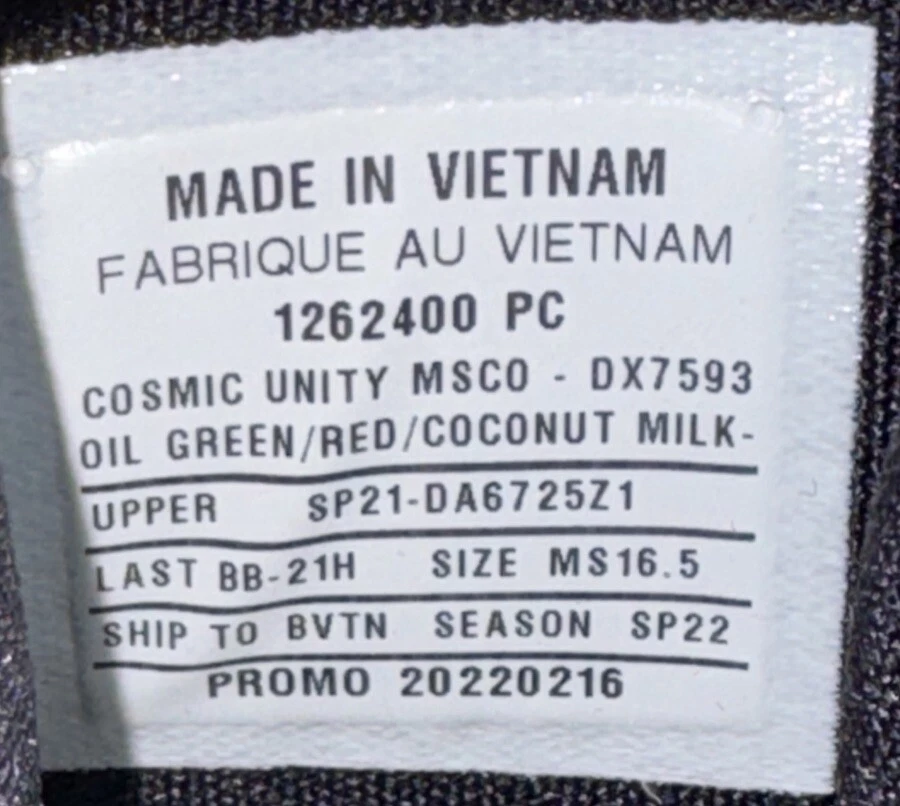 MADE IN VIETNAM
FABRIQUE AU VIETNAM
1262400 PC
COSMIC UNITY MSCO - DX7593
OIL GREEN/RED/COCONUT MILK-
UPPER SP21-DA6725Z1
LAST BB-21H SIZE MS16.5
SHIP TO BVTN SEASON SP22
PROMO 20220216